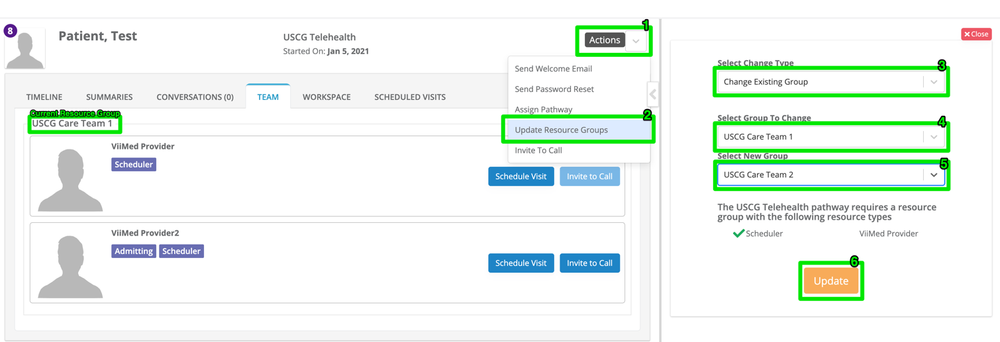 8
Patient, Test
USCG Telehealth
Started On: Jan 5, 2021
1
Actions
Send Welcome Email
Send Password Reset
Assign Pathway
2
Update Resource Groups
Invite To Call
TIMELINE
SUMMARIES
CONVERSATIONS (0)
TEAM
WORKSPACE
SCHEDULED VISITS
Current Resource Group
USCG Care Team 1
ViiMed Provider
Scheduler
Schedule Visit
Invite to Call
ViiMed Provider2
Admitting
Scheduler
Schedule Visit
Invite to Call
Close
Select Change Type
3
Change Existing Group
Select Group To Change
4
USCG Care Team 1
Select New Group
5
USCG Care Team 2
The USCG Telehealth pathway requires a resource
group with the following resource types
Scheduler
ViiMed Provider
6
Update